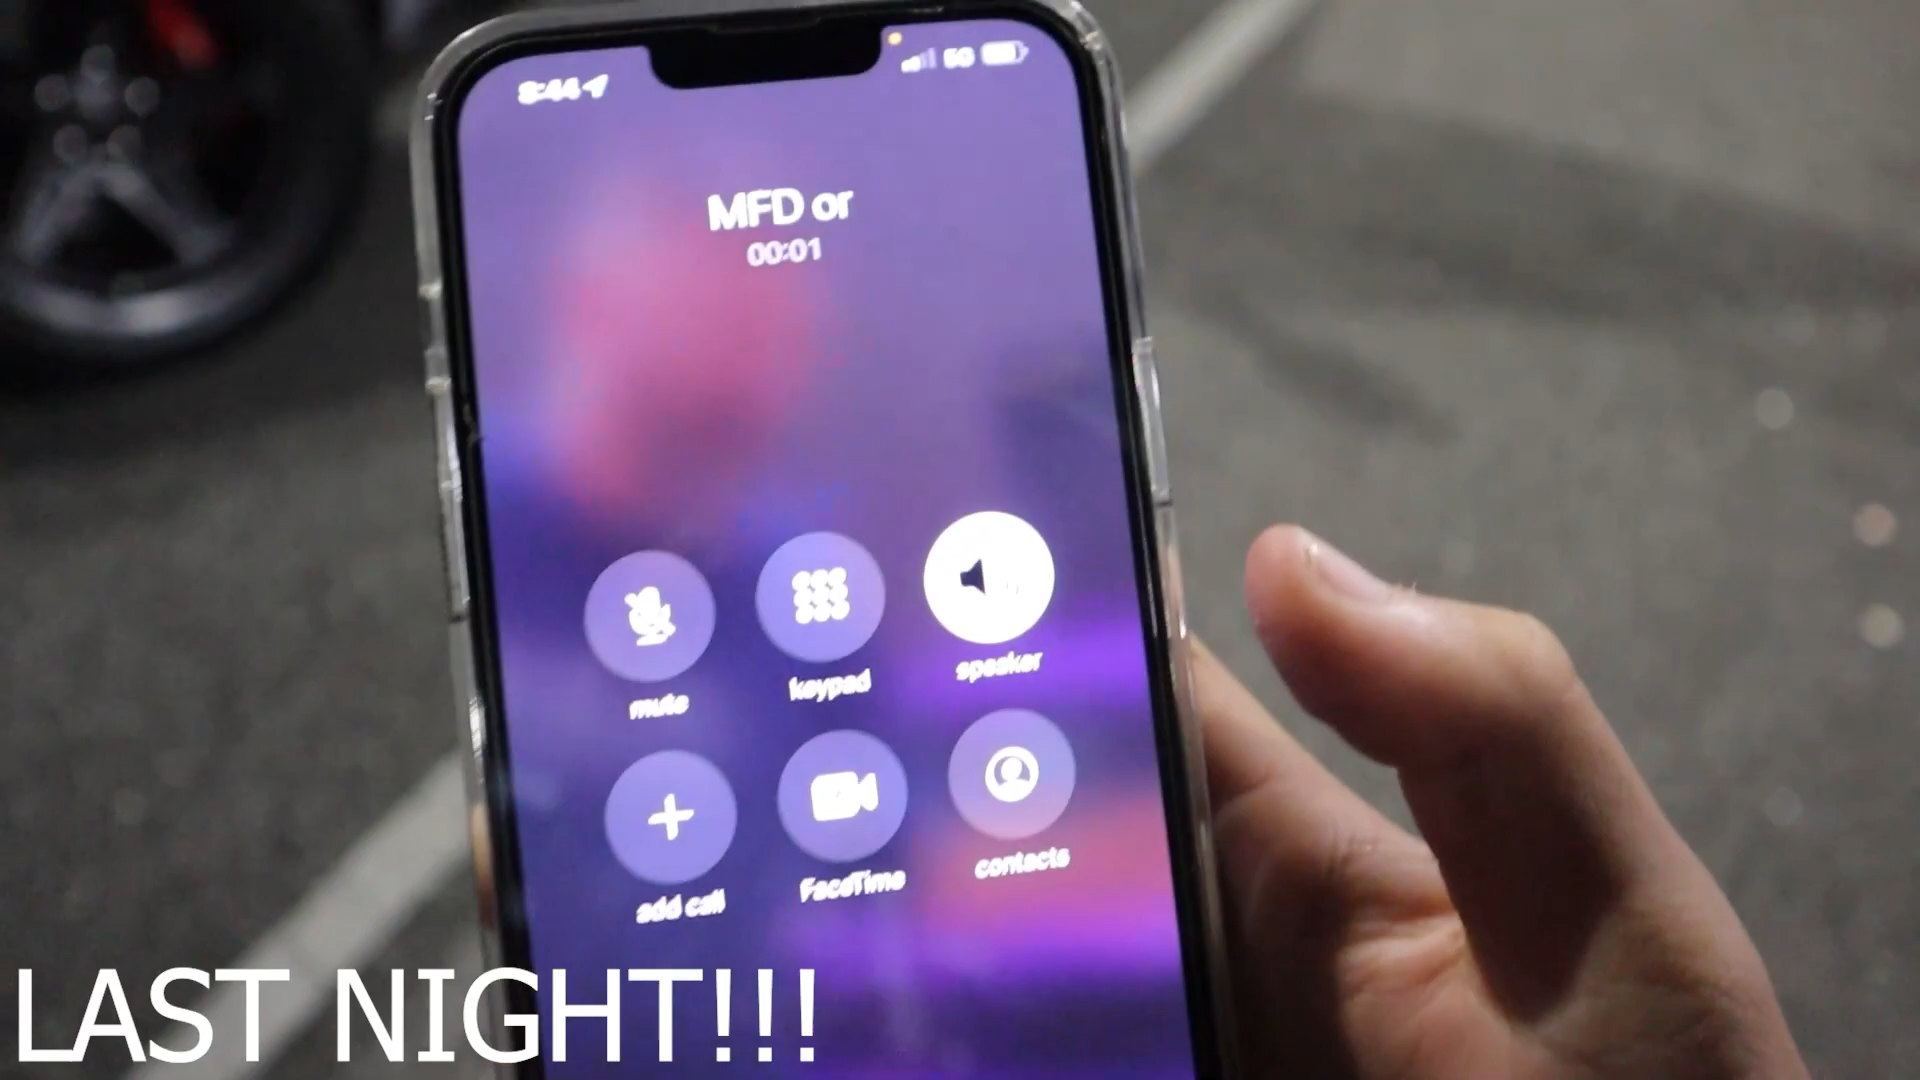 8:44 5G
MFD or
00:01
mute keypad speaker
add call FaceTime contacts
LAST NIGHT!!!